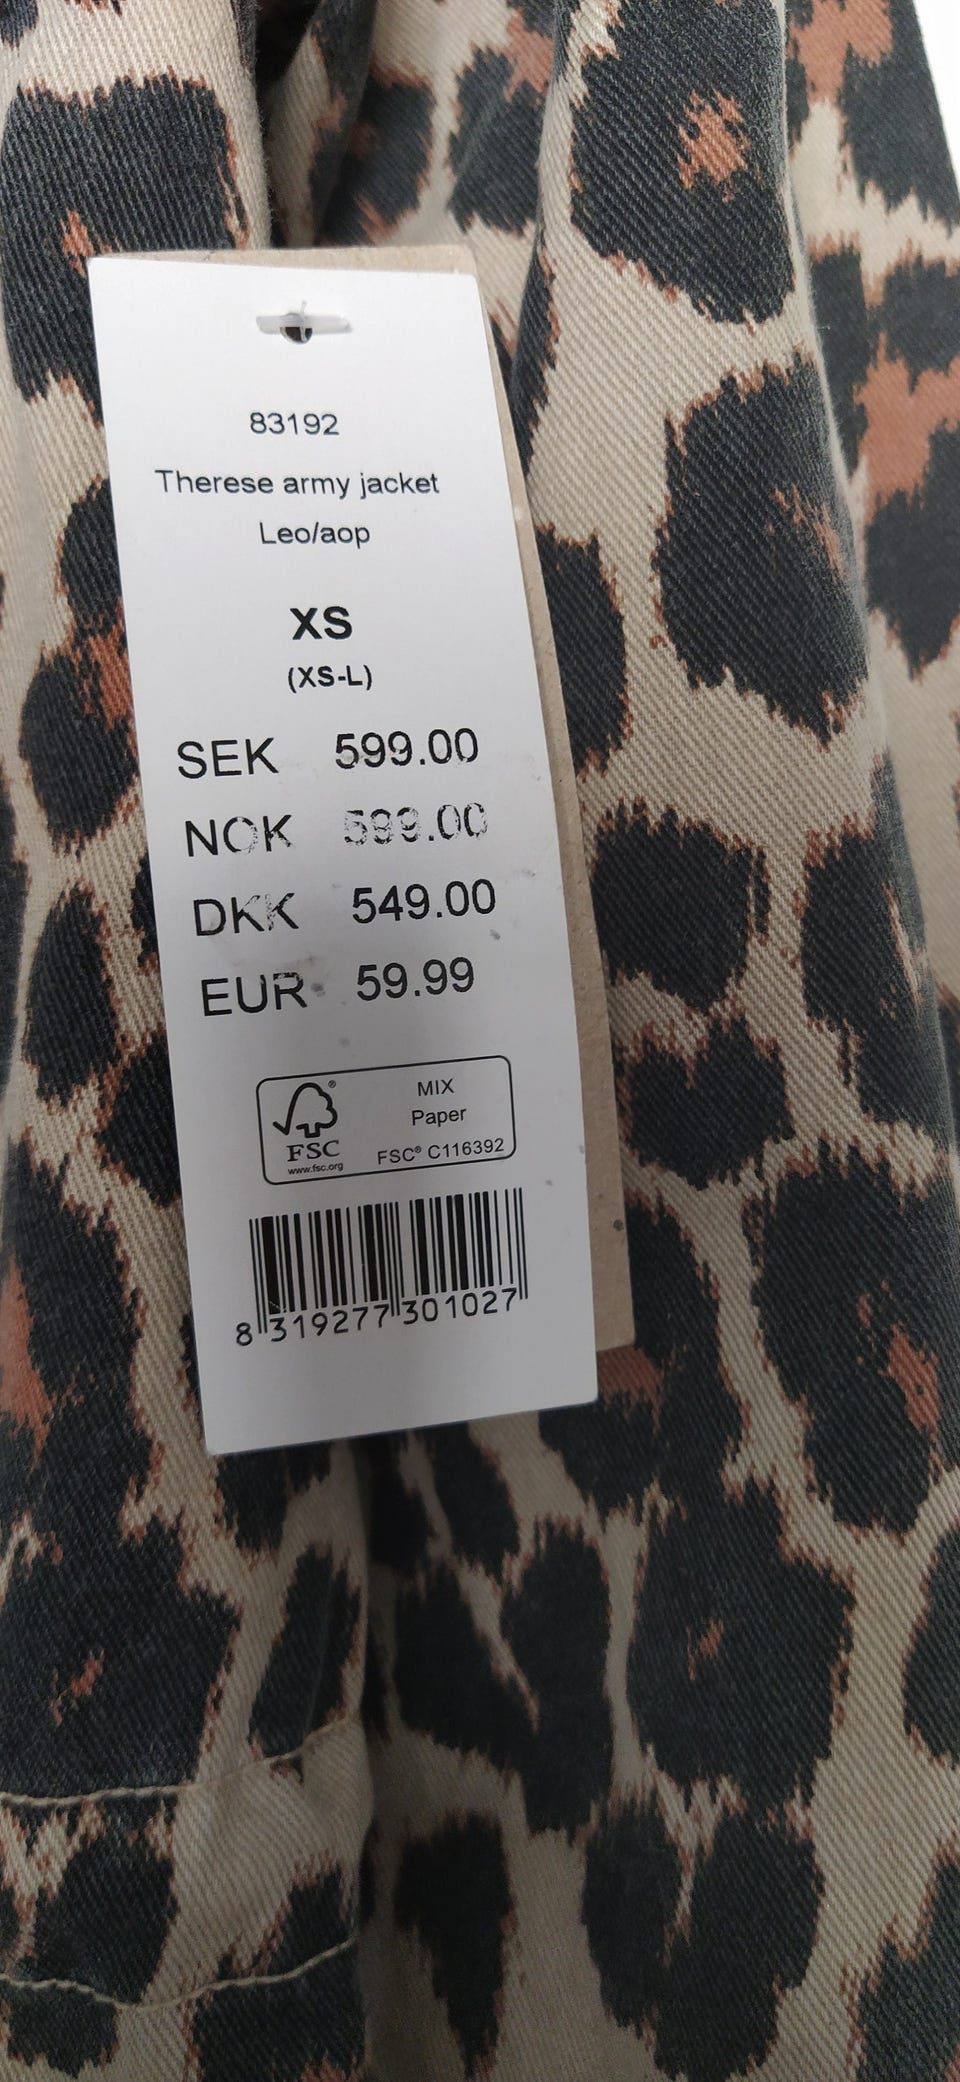 83192
Therese army jacket
Leo/aop
XS
(XS-L)
SEK 599.00
NOK 599.00
DKK 549.00
EUR 59.99
FSC®
www.fsc.org
MIX
Paper
FSC® C116392
8 319277 301027